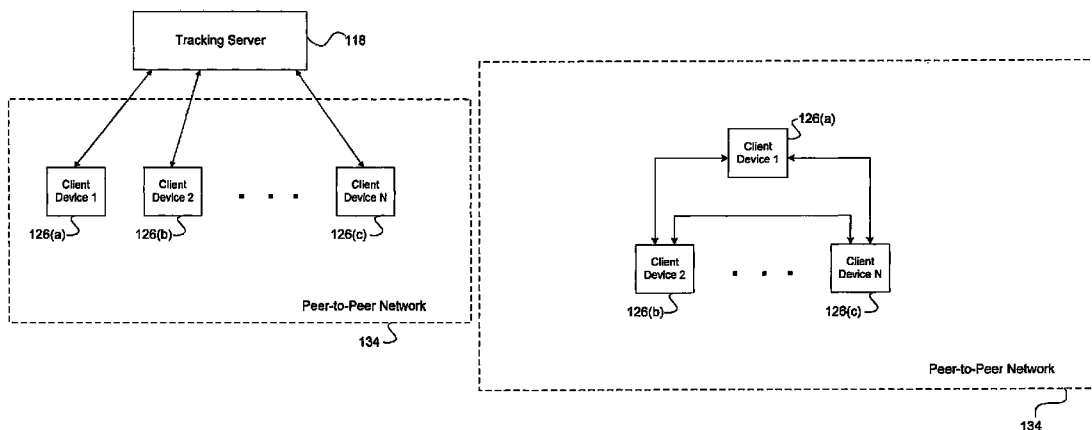 Tracking Server
118
Client
Device 1
126(a)
Client
Device 2
126(b)
Client
Device N
126(c)
Peer-to-Peer Network
134
126(a)
Client
Device 1
Client
Device 2
126(b)
Client
Device N
126(c)
Peer-to-Peer Network
134